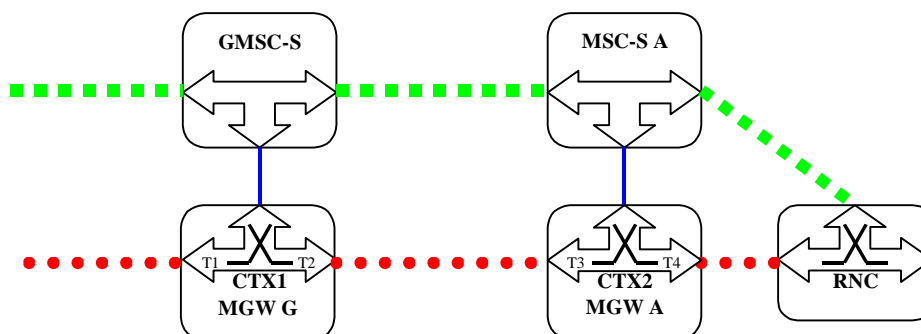 GMSC-S
MSC-S A
T1 T2
CTX1
MGW G
T3 T4
CTX2
MGW A
RNC